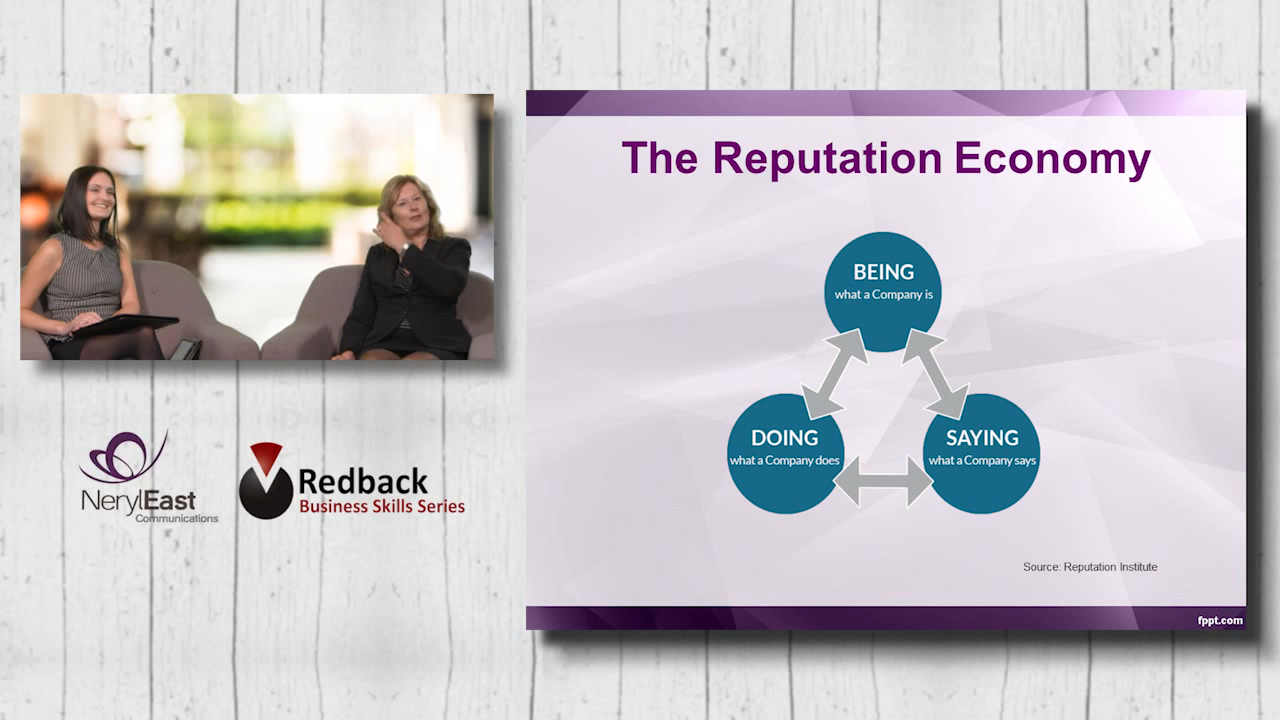 The Reputation Economy
BEING
what a Company is
DOING
what a Company does
SAYING
what a Company says
Source: Reputation Institute
fppt.com
NerylEast
Communications
Redback
Business Skills Series